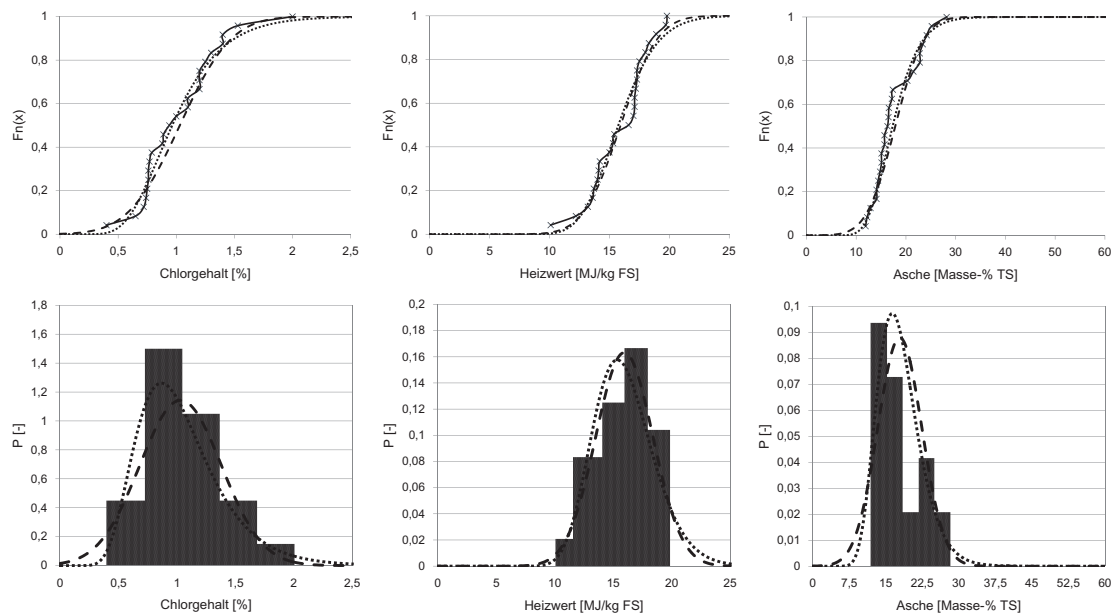 1
0,8
0,6
0,4
0,2
0
Fn(x)
0 0,5 1 1,5 2 2,5
Chlorgehalt [%]
1
0,8
0,6
0,4
0,2
0
Fn(x)
0 5 10 15 20 25
Heizwert [MJ/kg FS]
1
0,8
0,6
0,4
0,2
0
Fn(x)
0 10 20 30 40 50 60
Asche [Masse-% TS]
1,8
1,6
1,4
1,2
1
0,8
0,6
0,4
0,2
0
P [-]
0 0,5 1 1,5 2 2,5
Chlorgehalt [%]
0,2
0,18
0,16
0,14
0,12
0,1
0,08
0,06
0,04
0,02
0
P [-]
0 5 10 15 20 25
Heizwert [MJ/kg FS]
0,1
0,09
0,08
0,07
0,06
0,05
0,04
0,03
0,02
0,01
0
P [-]
0 7,5 15 22,5 30 37,5 45 52,5 60
Asche [Masse-% TS]